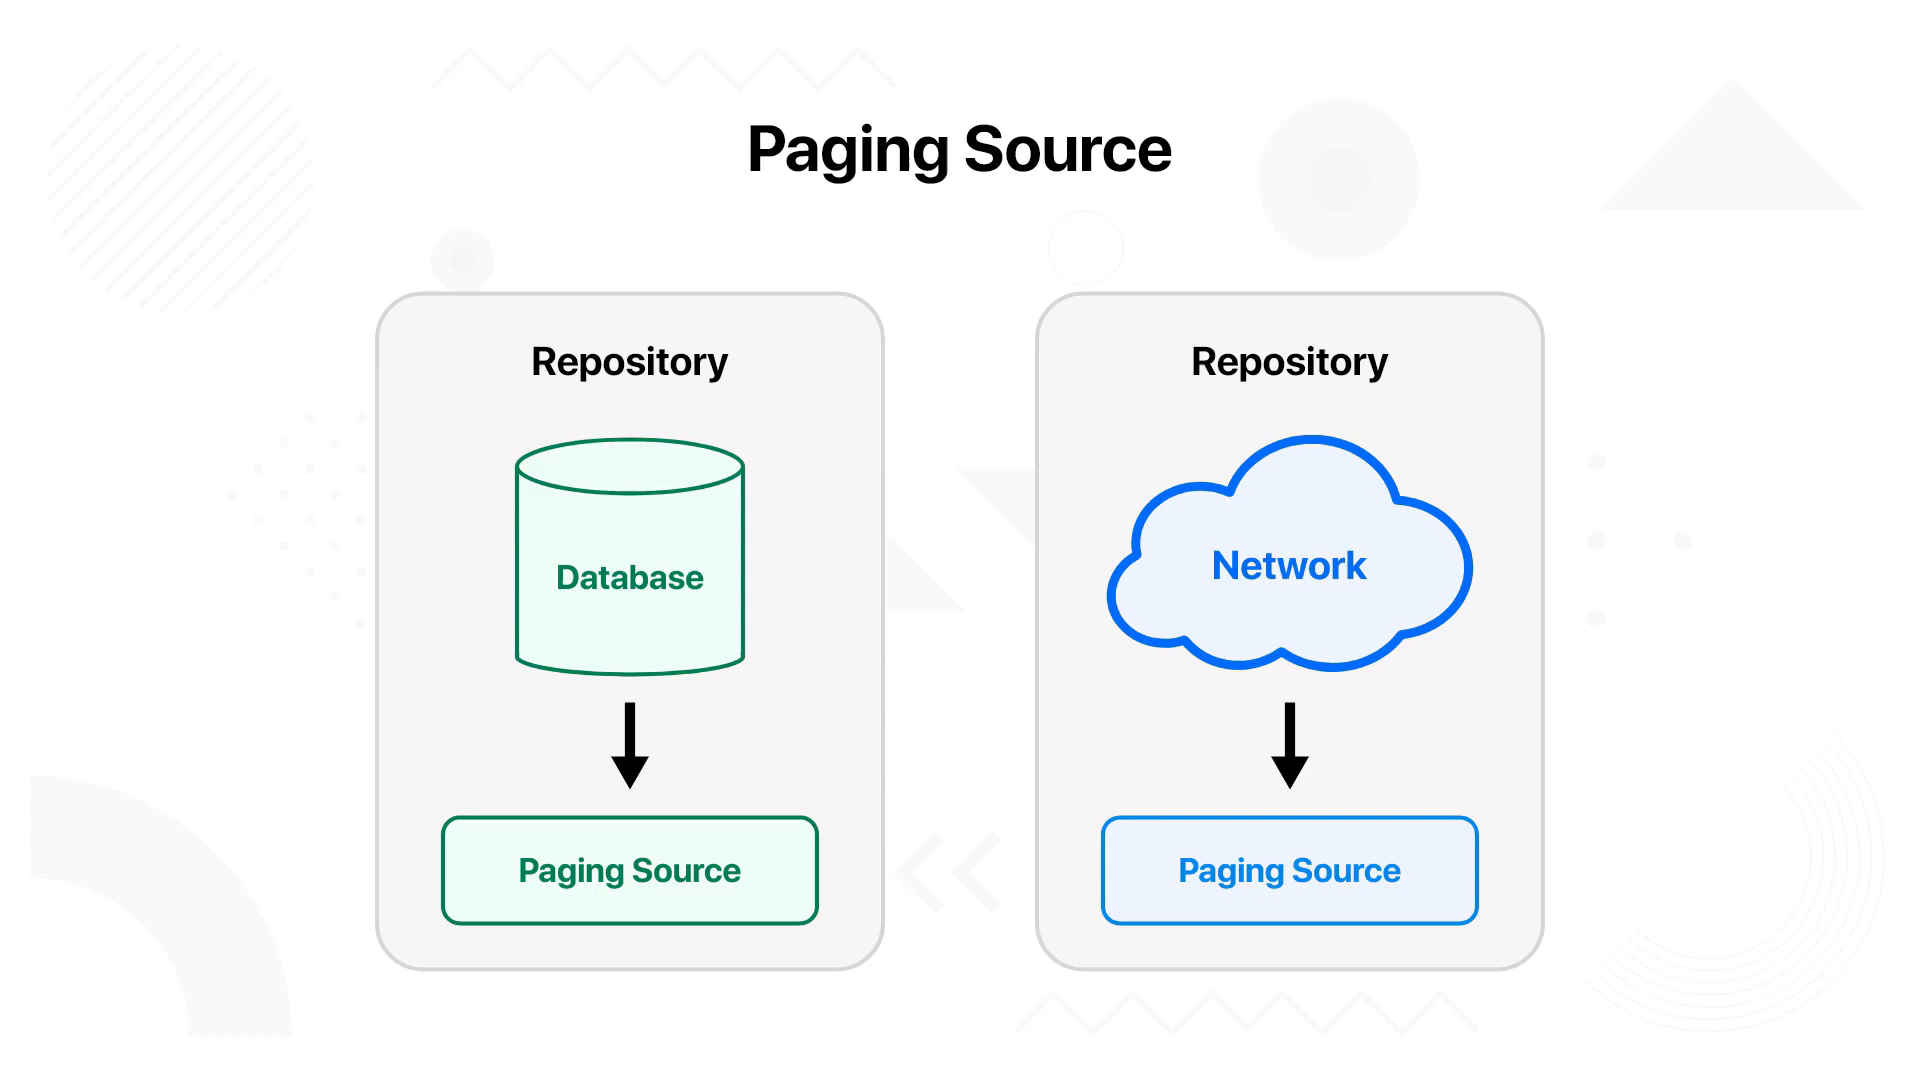 Paging Source
Repository
Database
Paging Source
Repository
Network
Paging Source